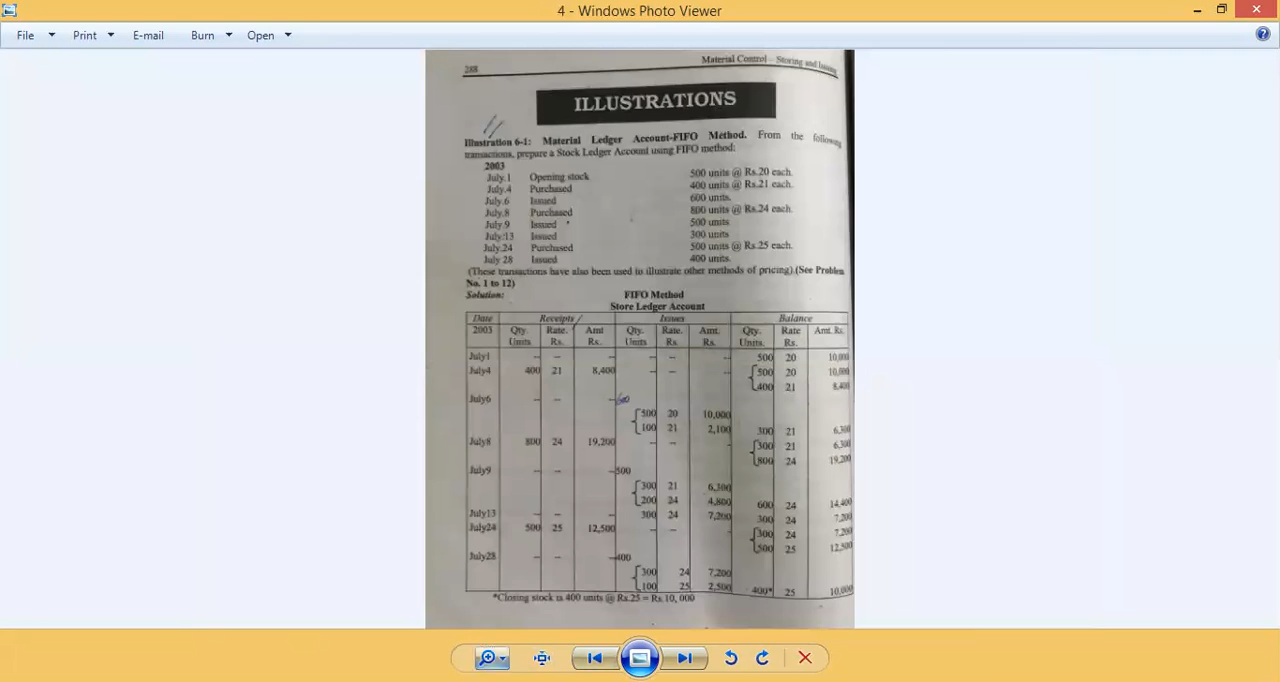 4 - Windows Photo Viewer
File Print E-mail Burn Open
288 Material Control - Storing and Issuing
ILLUSTRATIONS
Illustration 6-1: Material Ledger Account-FIFO Method. From the following
transactions, prepare a Stock Ledger Account using FIFO method:
2003
July.1 Opening stock 500 units @ Rs.20 each.
July.4 Purchased 400 units @ Rs.21 each.
July.6 Issued 600 units.
July.8 Purchased 800 units @ Rs.24 each.
July.9 Issued 500 units
July.13 Issued 300 units
July.24 Purchased 500 units @ Rs.25 each.
July 28 Issued 400 units.
(These transactions have also been used to illustrate other methods of pricing).(See Problem
No. 1 to 12)
Solution: FIFO Method
Store Ledger Account
Date Receipts Issues Balance
2003 Qty. Rate. Amt Qty. Rate. Amt. Qty. Rate Amt. Rs.
Units Rs. Rs. Units Rs. Rs. Units. Rs.
July1 -- -- -- -- -- -- 500 20 10,000
July4 400 21 8,400 -- -- -- 500 20 10,000
400 21 8,400
July6 -- -- -- 600
500 20 10,000
100 21 2,100 300 21 6,300
July8 800 24 19,200 -- -- -- 300 21 6,300
800 24 19,200
July9 -- -- -- 500
300 21 6,300
200 24 4,800 600 24 14,400
July13 -- -- -- 300 24 7,200 300 24 7,200
July24 500 25 12,500 -- -- -- 300 24 7,200
500 25 12,500
July28 -- -- -- 400
300 24 7,200
100 25 2,500 400* 25 10,000
*Closing stock is 400 units @ Rs.25 = Rs.10, 000